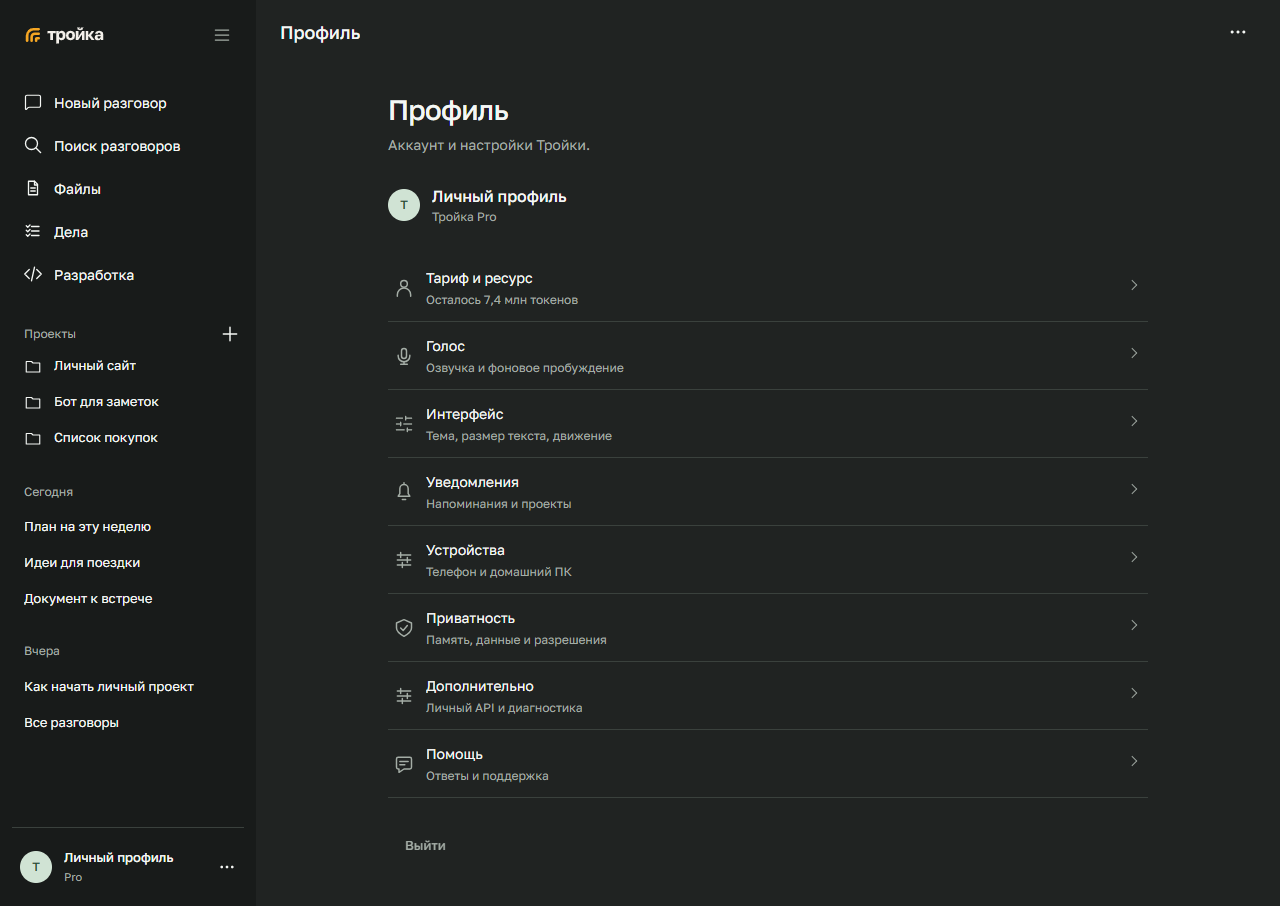 тройка
Новый разговор
Поиск разговоров
Файлы
Дела
Разработка
Проекты
Личный сайт
Бот для заметок
Список покупок
Сегодня
План на эту неделю
Идеи для поездки
Документ к встрече
Вчера
Как начать личный проект
Все разговоры
Т
Личный профиль
Pro
Профиль
Профиль
Аккаунт и настройки Тройки.
Т
Личный профиль
Тройка Pro
Тариф и ресурс
Осталось 7,4 млн токенов
Голос
Озвучка и фоновое пробуждение
Интерфейс
Тема, размер текста, движение
Уведомления
Напоминания и проекты
Устройства
Телефон и домашний ПК
Приватность
Память, данные и разрешения
Дополнительно
Личный API и диагностика
Помощь
Ответы и поддержка
Выйти